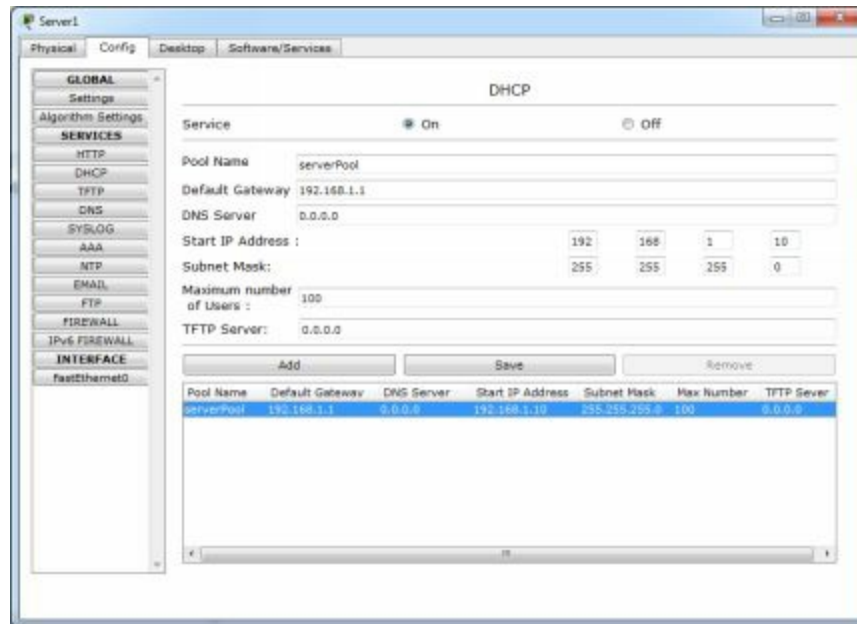 Server1
Physical Config Desktop Software/Services
GLOBAL
Settings
Algorithm Settings
SERVICES
HTTP
DHCP
TFTP
DNS
SYSLOG
AAA
NTP
EMAIL
FTP
FIREWALL
IPv6 FIREWALL
INTERFACE
FastEthernet0
DHCP
Service On Off
Pool Name serverPool
Default Gateway 192.168.1.1
DNS Server 0.0.0.0
Start IP Address : 192 168 1 10
Subnet Mask: 255 255 255 0
Maximum number
of Users : 100
TFTP Server: 0.0.0.0
Add Save Remove
Pool Name Default Gateway DNS Server Start IP Address Subnet Mask Max Number TFTP Sever
serverPool 192.168.1.1 0.0.0.0 192.168.1.10 255.255.255.0 100 0.0.0.0